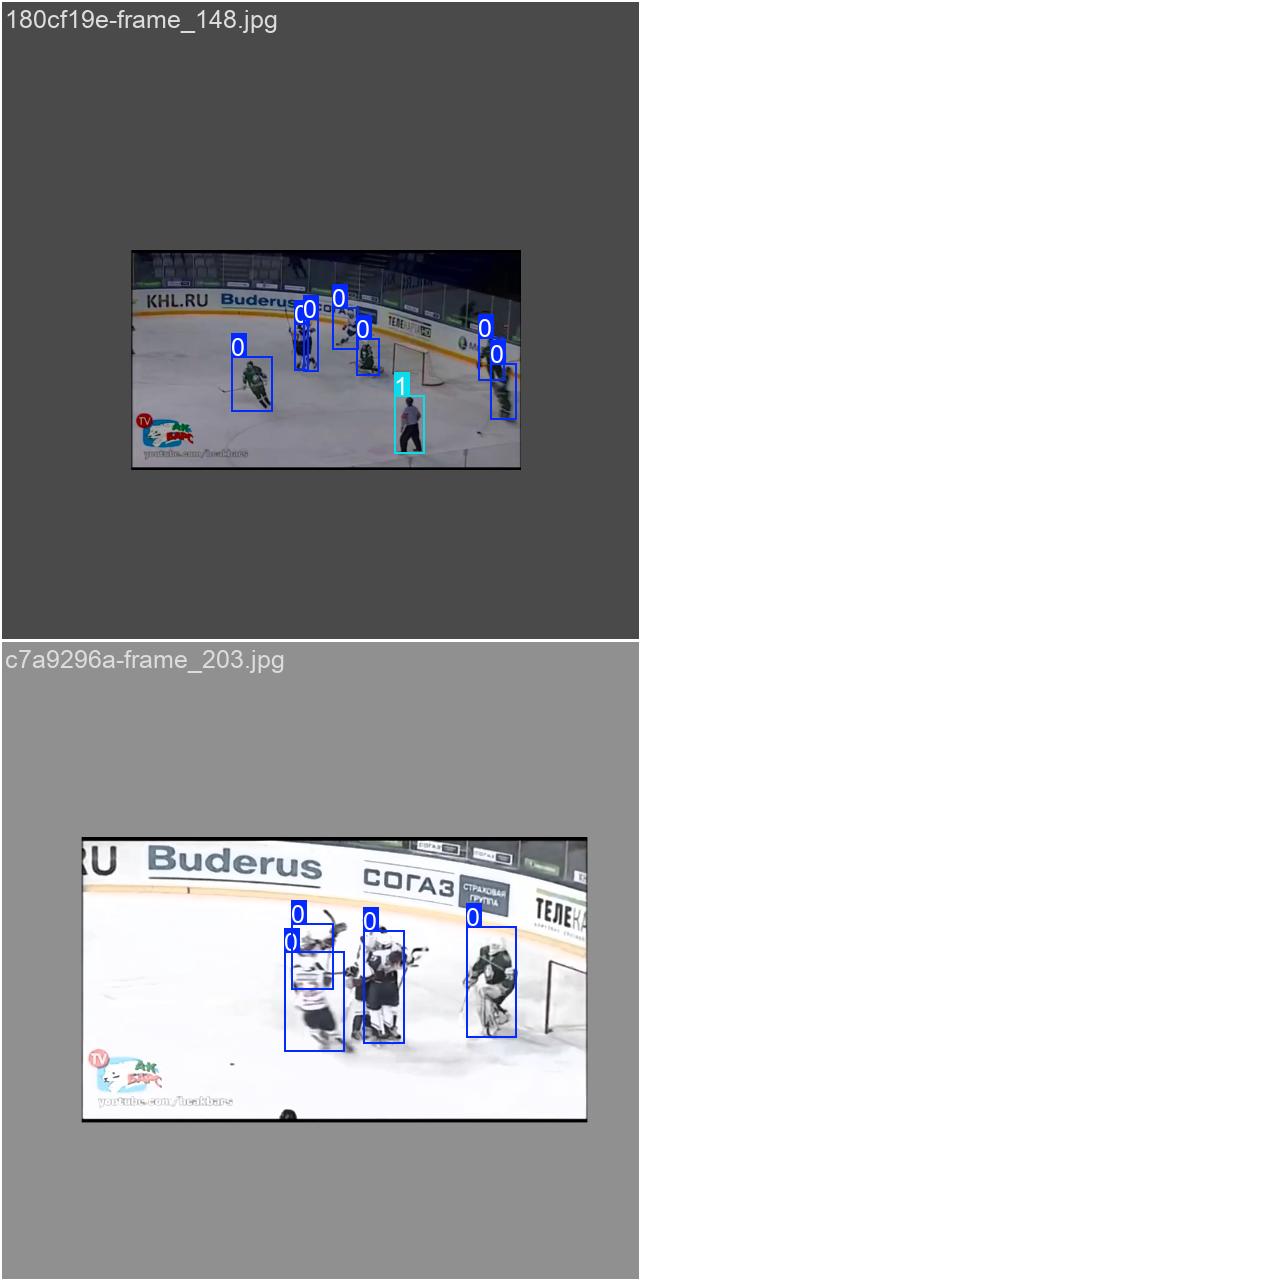 180cf19e-frame_148.jpg
KHL.RU Buderus СОГАЗ
ТЕЛЕКАРТА HD
0
0
0
0
0
0
0
1
TV
АК БАРС
youtube.com/hcakbars
c7a9296a-frame_203.jpg
RU Buderus СОГАЗ
СТРАХОВАЯ
ГРУППА
ТЕЛЕКА
согаз
согаз
0
0
0
0
TV
АК
БАРС
youtube.com/hcakbars